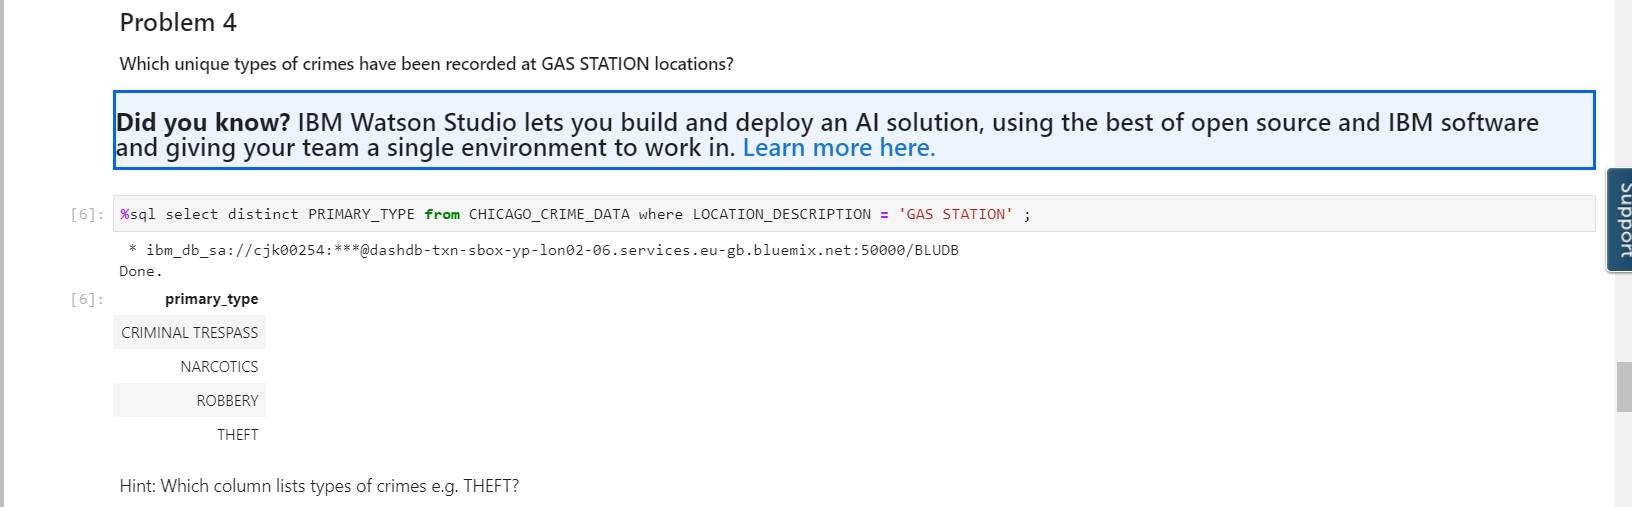 Problem 4
Which unique types of crimes have been recorded at GAS STATION locations?
Did you know? IBM Watson Studio lets you build and deploy an AI solution, using the best of open source and IBM software
and giving your team a single environment to work in. Learn more here.
Support
[6]: %sql select distinct PRIMARY_TYPE from CHICAGO_CRIME_DATA where LOCATION_DESCRIPTION = 'GAS STATION' ;
* ibm_db_sa://cjk00254:***@dashdb-txn-sbox-yp-lon02-06.services.eu-gb.bluemix.net:50000/BLUDB
Done.
[6]: primary_type
CRIMINAL TRESPASS
NARCOTICS
ROBBERY
THEFT
Hint: Which column lists types of crimes e.g. THEFT?